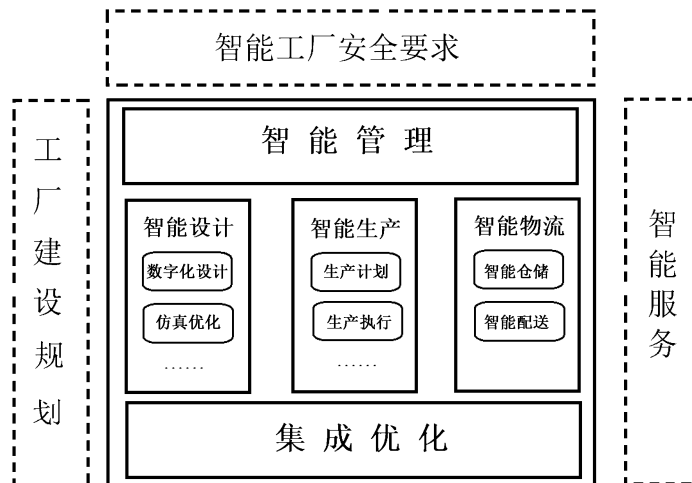 智能工厂安全要求
工厂建设规划
智能管理
智能设计
数字化设计
仿真优化
......
智能生产
生产计划
生产执行
......
智能物流
智能仓储
智能配送
集成优化
智能服务